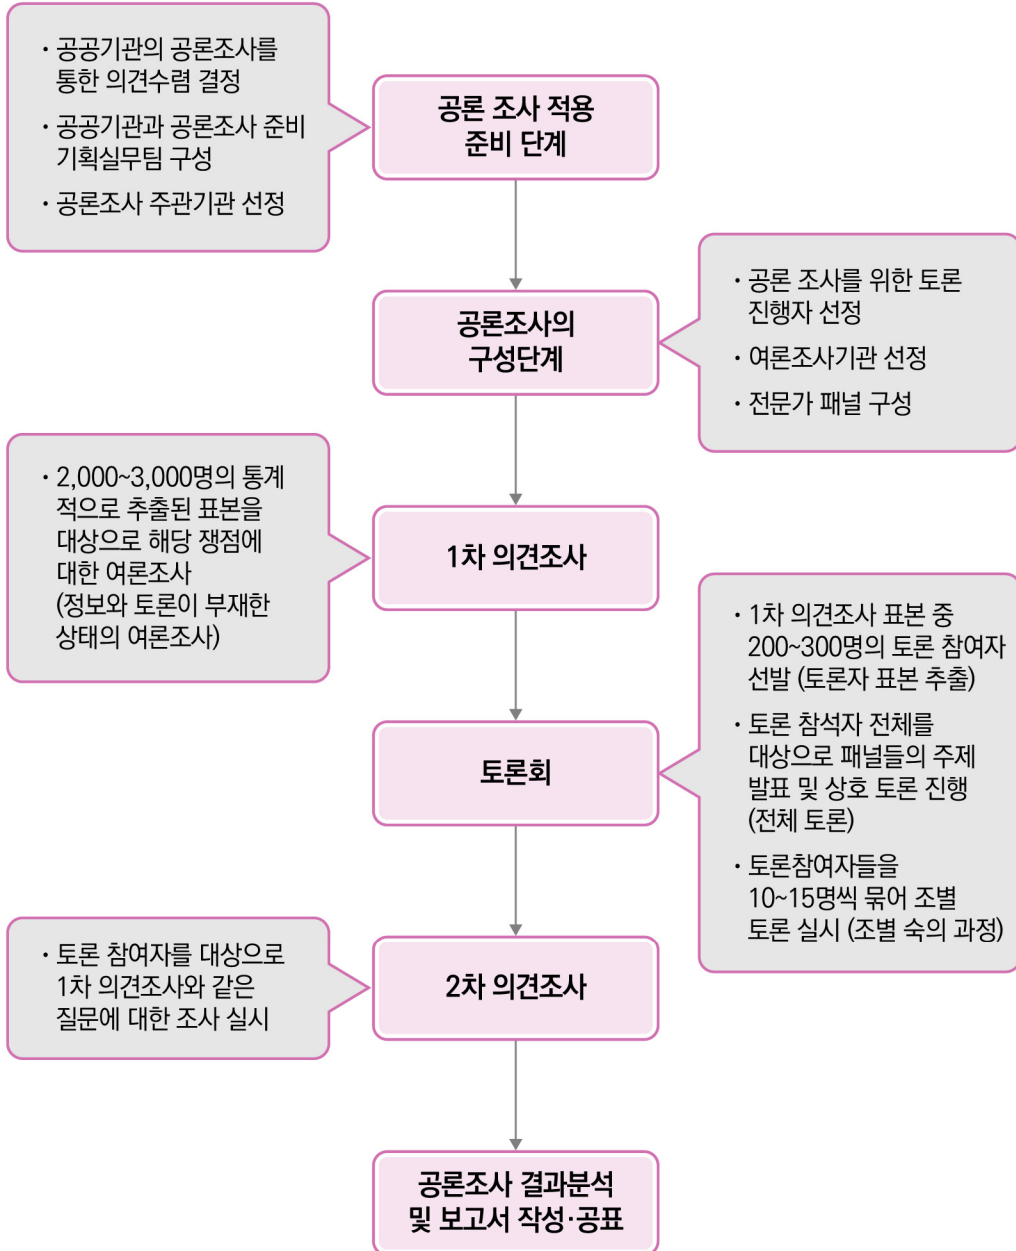 · 공공기관의 공론조사를
통한 의견수렴 결정
· 공공기관과 공론조사 준비
기획실무팀 구성
· 공론조사 주관기관 선정
공론 조사 적용
준비 단계
공론조사의
구성단계
· 공론 조사를 위한 토론
진행자 선정
· 여론조사기관 선정
· 전문가 패널 구성
· 2,000~3,000명의 통계
적으로 추출된 표본을
대상으로 해당 쟁점에
대한 여론조사
(정보와 토론이 부재한
상태의 여론조사)
1차 의견조사
토론회
· 1차 의견조사 표본 중
200~300명의 토론 참여자
선발 (토론자 표본 추출)
· 토론 참석자 전체를
대상으로 패널들의 주제
발표 및 상호 토론 진행
(전체 토론)
· 토론참여자들을
10~15명씩 묶어 조별
토론 실시 (조별 숙의 과정)
· 토론 참여자를 대상으로
1차 의견조사와 같은
질문에 대한 조사 실시
2차 의견조사
공론조사 결과분석
및 보고서 작성·공표